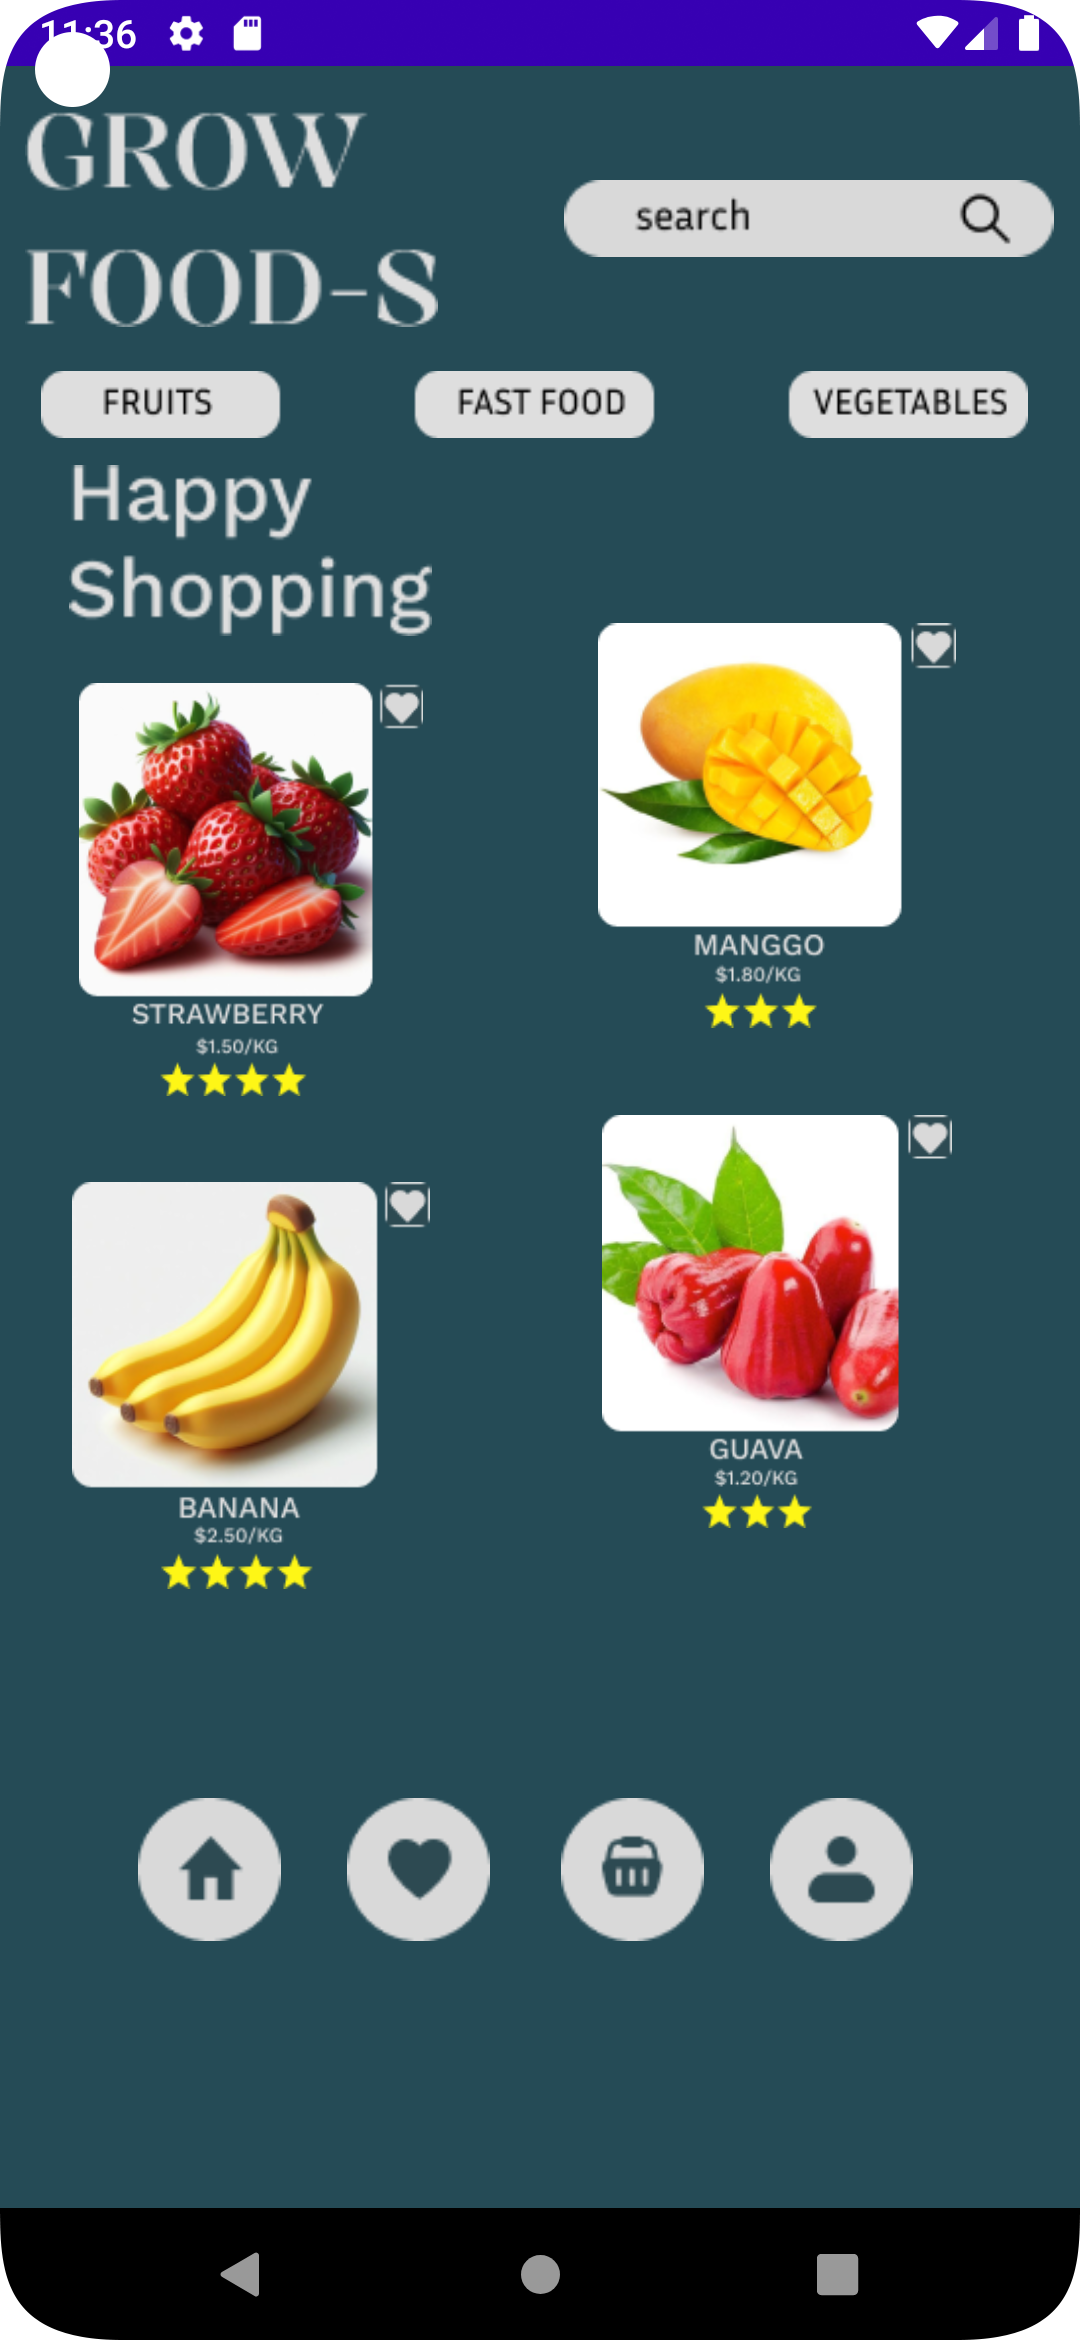 11:36
GROW
FOOD-S
search
FRUITS
FAST FOOD
VEGETABLES
Happy
Shopping
STRAWBERRY
$1.50/KG
MANGGO
$1.80/KG
BANANA
$2.50/KG
GUAVA
$1.20/KG